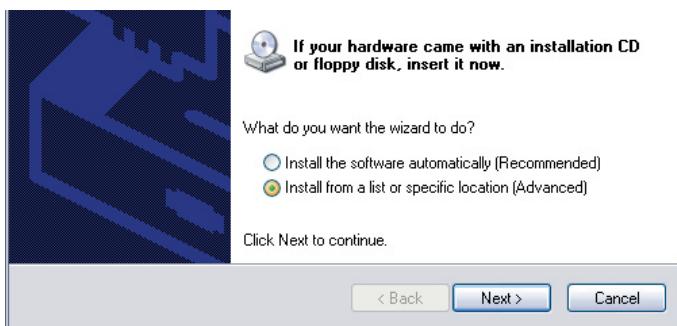 If your hardware came with an installation CD
or floppy disk, insert it now.
What do you want the wizard to do?
Install the software automatically (Recommended)
Install from a list or specific location (Advanced)
Click Next to continue.
< Back Next > Cancel